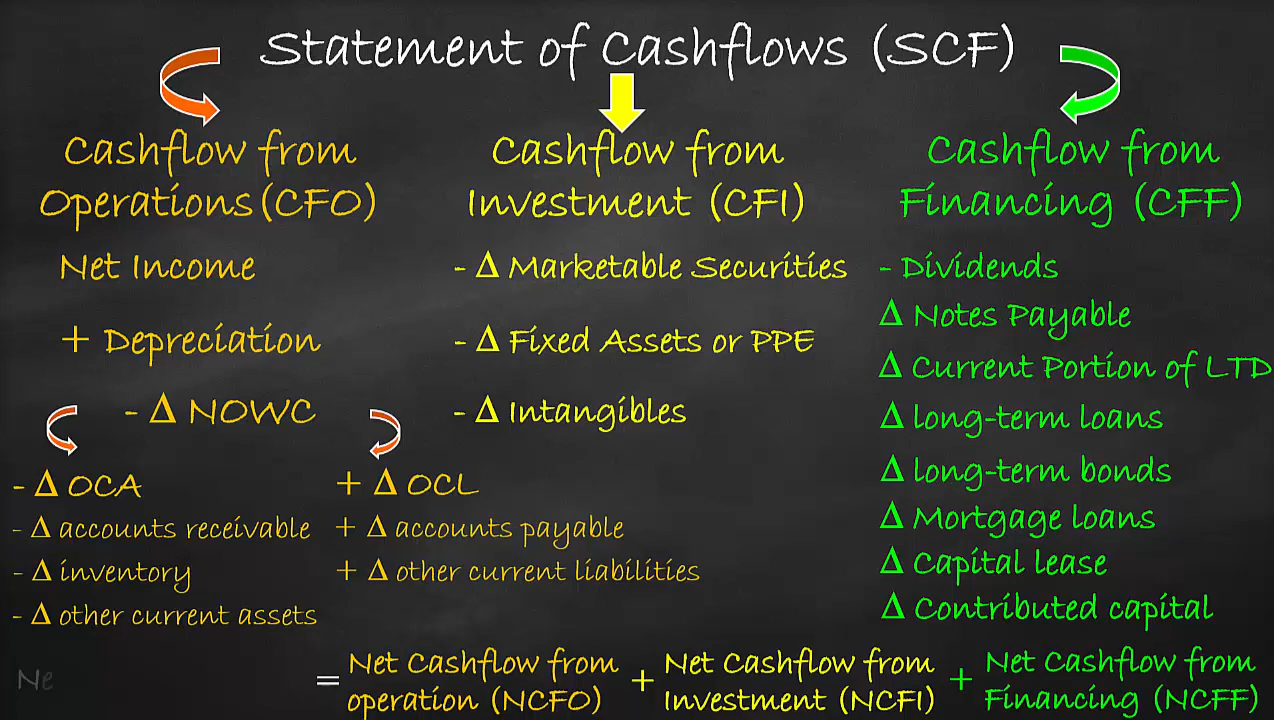 Statement of Cashflows (SCF)
Cashflow from
Operations (CFO)
Net Income
+ Depreciation
- Δ NOWC
- Δ OCA
- Δ accounts receivable
- Δ inventory
- Δ other current assets
+ Δ OCL
+ Δ accounts payable
+ Δ other current liabilities
Cashflow from
Investment (CFI)
- Δ Marketable Securities
- Δ Fixed Assets or PPE
- Δ Intangibles
Cashflow from
Financing (CFF)
- Dividends
Δ Notes Payable
Δ Current Portion of LTD
Δ long-term loans
Δ long-term bonds
Δ Mortgage loans
Δ Capital lease
Δ Contributed capital
Ne
= Net Cashflow from
operation (NCFO)
+ Net Cashflow from
Investment (NCFI)
+ Net Cashflow from
Financing (NCFF)